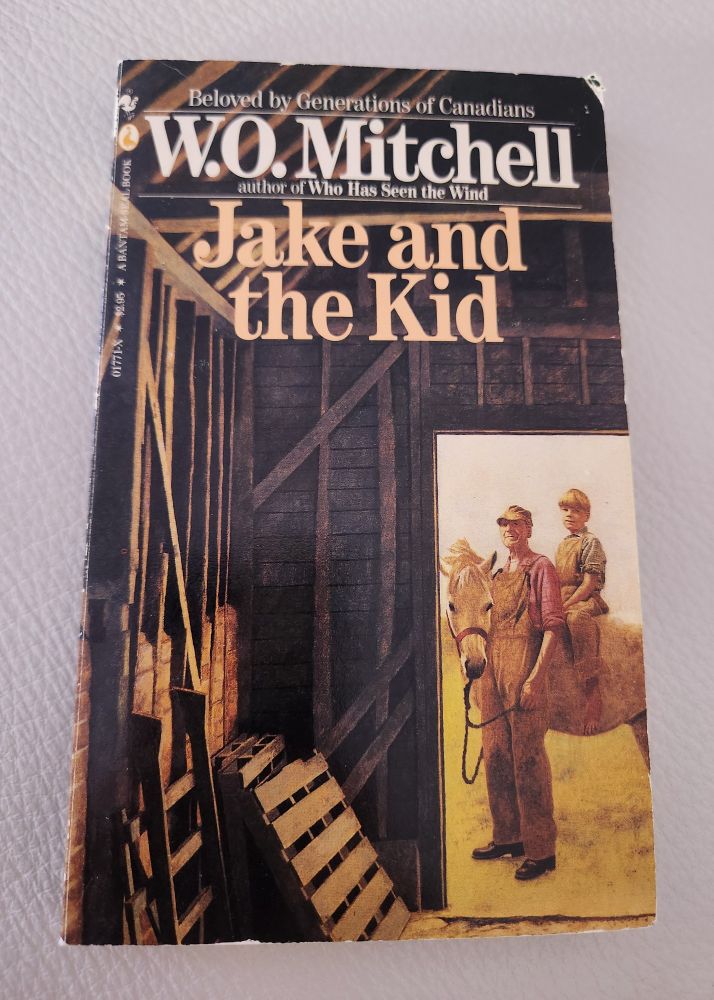 Beloved by Generations of Canadians
W.O. Mitchell
author of Who Has Seen the Wind
Jake and
the Kid
01771-X * $2.95 * A BANTAM-SEAL BOOK